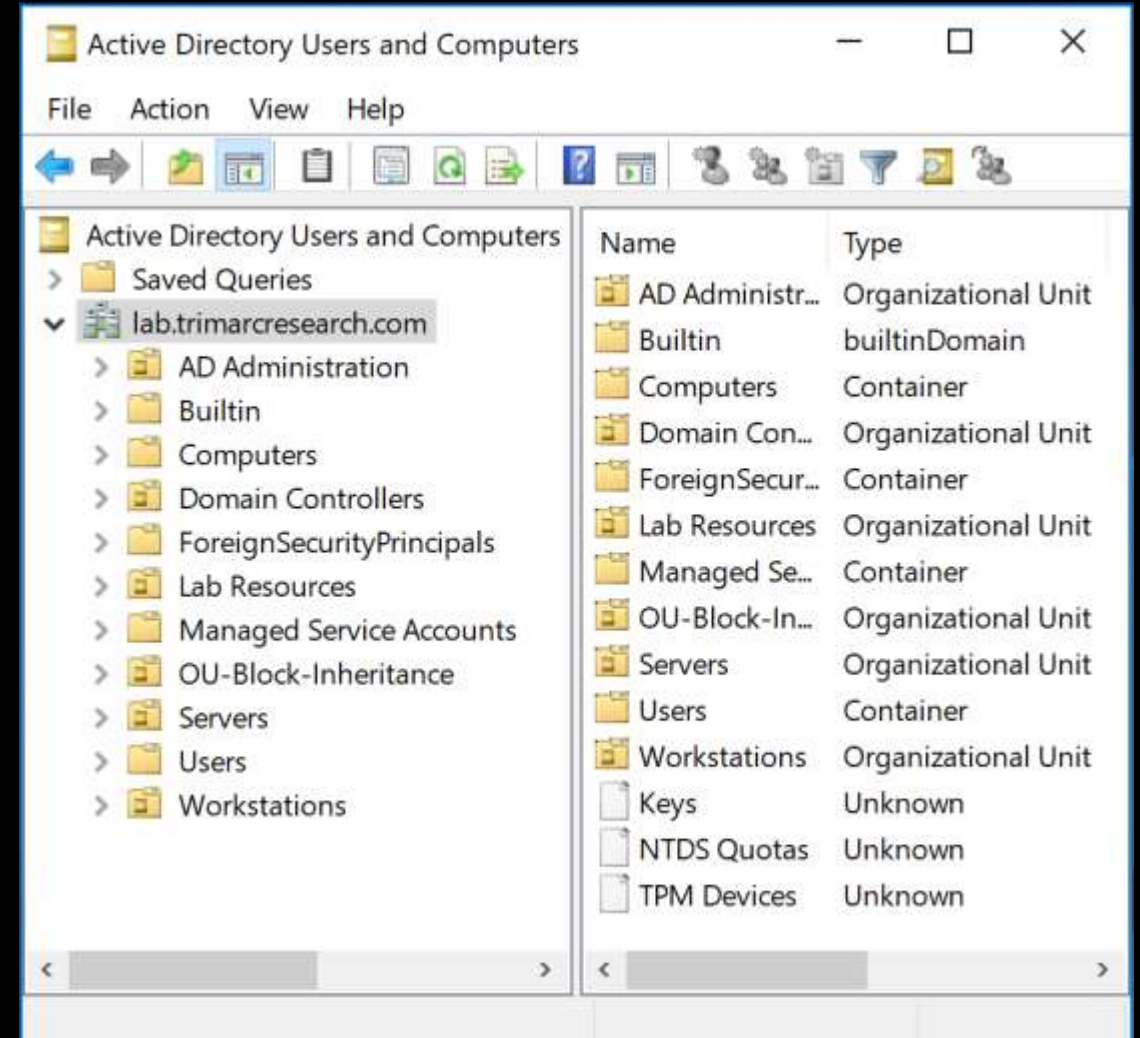 Active Directory Users and Computers
File Action View Help
Active Directory Users and Computers
Saved Queries
lab.trimarcresearch.com
AD Administration
Builtin
Computers
Domain Controllers
ForeignSecurityPrincipals
Lab Resources
Managed Service Accounts
OU-Block-Inheritance
Servers
Users
Workstations
Name Type
AD Administr... Organizational Unit
Builtin builtinDomain
Computers Container
Domain Con... Organizational Unit
ForeignSecur... Container
Lab Resources Organizational Unit
Managed Se... Container
OU-Block-In... Organizational Unit
Servers Organizational Unit
Users Container
Workstations Organizational Unit
Keys Unknown
NTDS Quotas Unknown
TPM Devices Unknown